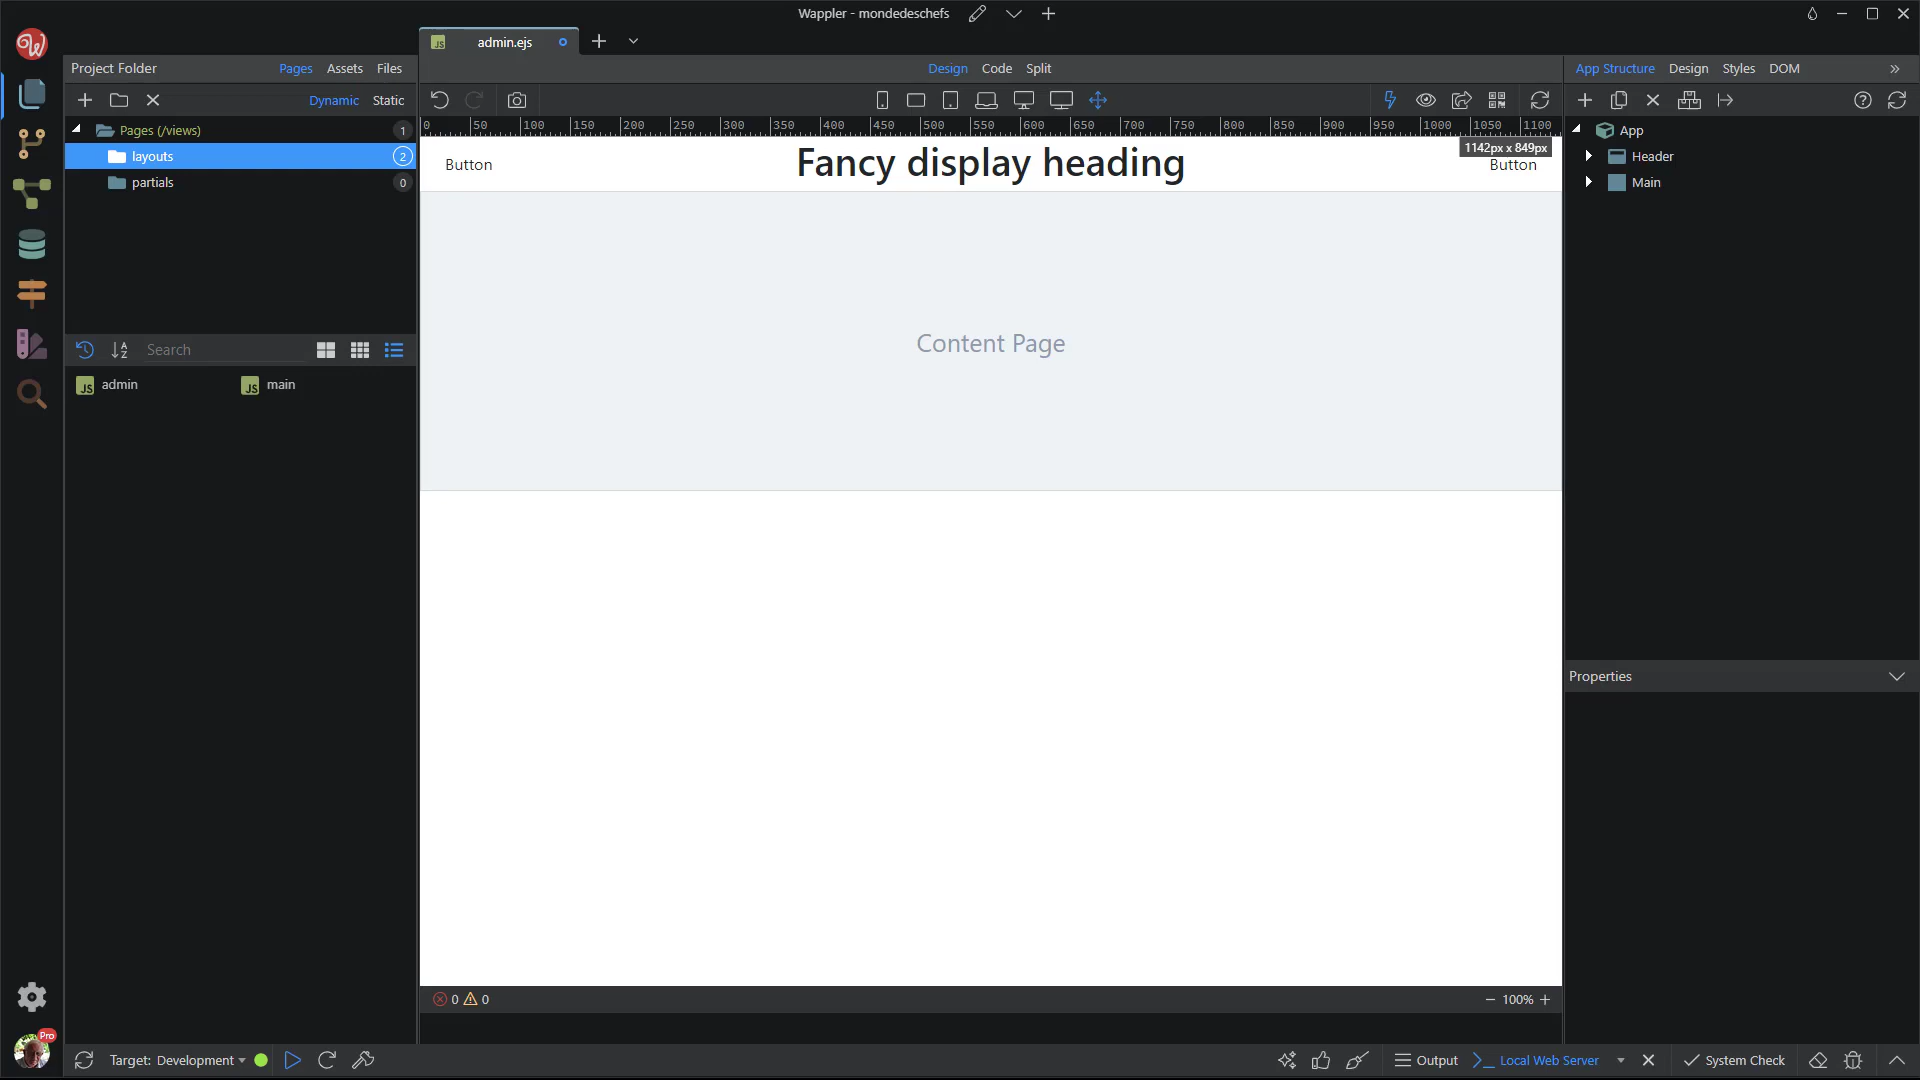 Wappler - mondedeschefs
admin.ejs
Project Folder
Pages Assets Files
Design Code Split
App Structure Design Styles DOM
Dynamic Static
Pages (/views) 1
layouts 2
partials 0
0 50 100 150 200 250 300 350 400 450 500 550 600 650 700 750 800 850 900 950 1000 1050 1100
1142px x 849px
Button
Fancy display heading
Button
Content Page
App
Header
Main
Search
JS admin
JS main
Properties
0 0
100%
Pro
Target: Development
Output
Local Web Server
System Check